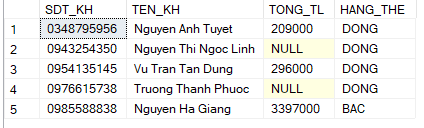 SDT_KH TEN_KH TONG_TL HANG_THE
1 0348795956 Nguyen Anh Tuyet 209000 DONG
2 0943254350 Nguyen Thi Ngoc Linh NULL DONG
3 0954135145 Vu Tran Tan Dung 296000 DONG
4 0976615738 Truong Thanh Phuoc NULL DONG
5 0985588838 Nguyen Ha Giang 3397000 BAC